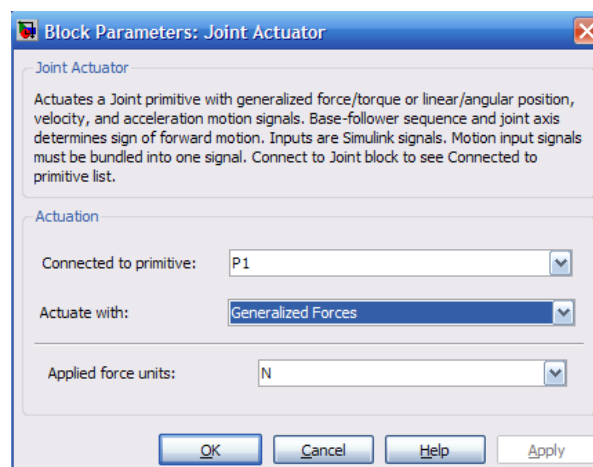 Block Parameters: Joint Actuator
Joint Actuator
Actuates a Joint primitive with generalized force/torque or linear/angular position,
velocity, and acceleration motion signals. Base-follower sequence and joint axis
determines sign of forward motion. Inputs are Simulink signals. Motion input signals
must be bundled into one signal. Connect to Joint block to see Connected to
primitive list.
Actuation
Connected to primitive: P1
Actuate with: Generalized Forces
Applied force units: N
OK Cancel Help Apply